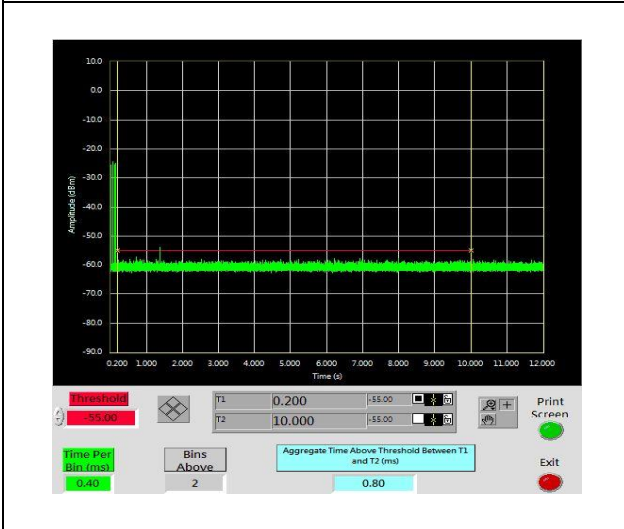 10.0
0.0
-10.0
-20.0
-30.0
-40.0
-50.0
-60.0
-70.0
-80.0
-90.0
Amplitude (dBm)
0.200 1.000 2.000 3.000 4.000 5.000 6.000 7.000 8.000 9.000 10.000 11.000 12.000
Time (s)
Threshold
-55.00
T1 0.200 -55.00
T2 10.000 -55.00
Print
Screen
Time Per
Bin (ms)
0.40
Bins
Above
2
Aggregate Time Above Threshold Between T1
and T2 (ms)
0.80
Exit